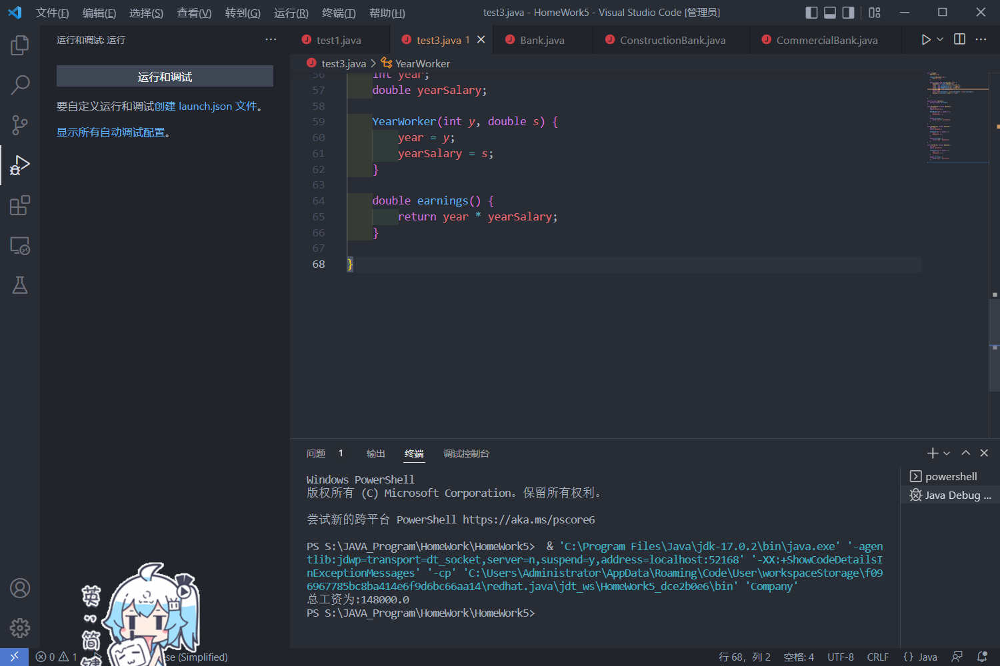 文件(F) 编辑(E) 选择(S) 查看(V) 转到(G) 运行(R) 终端(T) 帮助(H) test3.java - HomeWork5 - Visual Studio Code [管理员]
运行和调试: 运行
test1.java test3.java 1 Bank.java ConstructionBank.java CommercialBank.java
运行和调试
要自定义运行和调试创建 launch.json 文件。
显示所有自动调试配置。
test3.java > YearWorker
56 int year;
57 double yearSalary;
58
59 YearWorker(int y, double s) {
60 year = y;
61 yearSalary = s;
62 }
63
64 double earnings() {
65 return year * yearSalary;
66 }
67
68 }
问题 1 输出 终端 调试控制台
powershell
Java Debug ...
Windows PowerShell
版权所有 (C) Microsoft Corporation。保留所有权利。
尝试新的跨平台 PowerShell https://aka.ms/pscore6
PS S:\JAVA_Program\HomeWork\HomeWork5>  & 'C:\Program Files\Java\jdk-17.0.2\bin\java.exe' '-agen
tlib:jdwp=transport=dt_socket,server=n,suspend=y,address=localhost:52168' '-XX:+ShowCodeDetailsI
nExceptionMessages' '-cp' 'C:\Users\Administrator\AppData\Roaming\Code\User\workspaceStorage\f09
6967785bc8ba414e6f9d6bc66aa14\redhat.java\jdt_ws\HomeWork5_dce2b0e6\bin' 'Company'
总工资为:148000.0
PS S:\JAVA_Program\HomeWork\HomeWork5>
英
简
0 1 se (Simplified) 行 68，列 2 空格: 4 UTF-8 CRLF {} Java